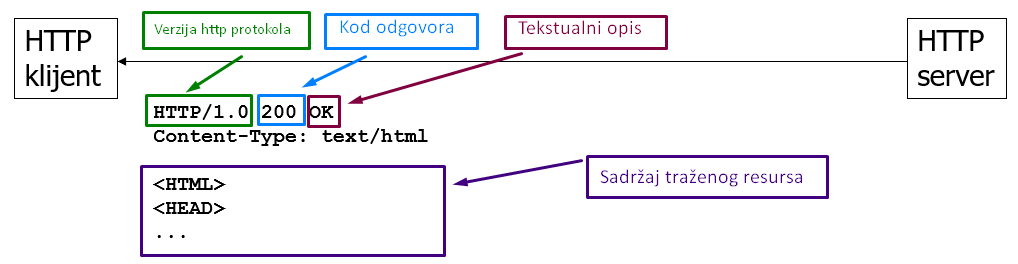 Verzija http protokola
Kod odgovora
Tekstualni opis
HTTP
klijent
HTTP
server
HTTP/1.0 200 OK
Content-Type: text/html
<HTML>
<HEAD>
...
Sadržaj traženog resursa